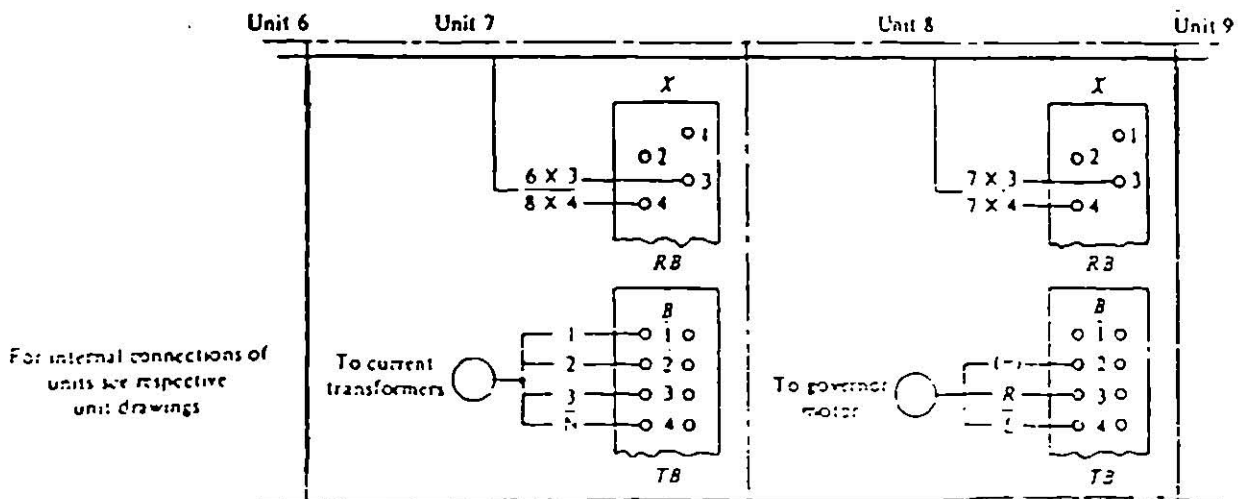 Unit 6
Unit 7
Unit 8
Unit 9
X
1
2
6 X 3
3
8 X 4
4
RB
X
1
2
7 X 3
3
7 X 4
4
RB
For internal connections of
units see respective
unit drawings
To current
transformers
1
2
3
N
B
1
2
3
4
TB
To governor
motor
R
L
B
1
2
3
4
TB